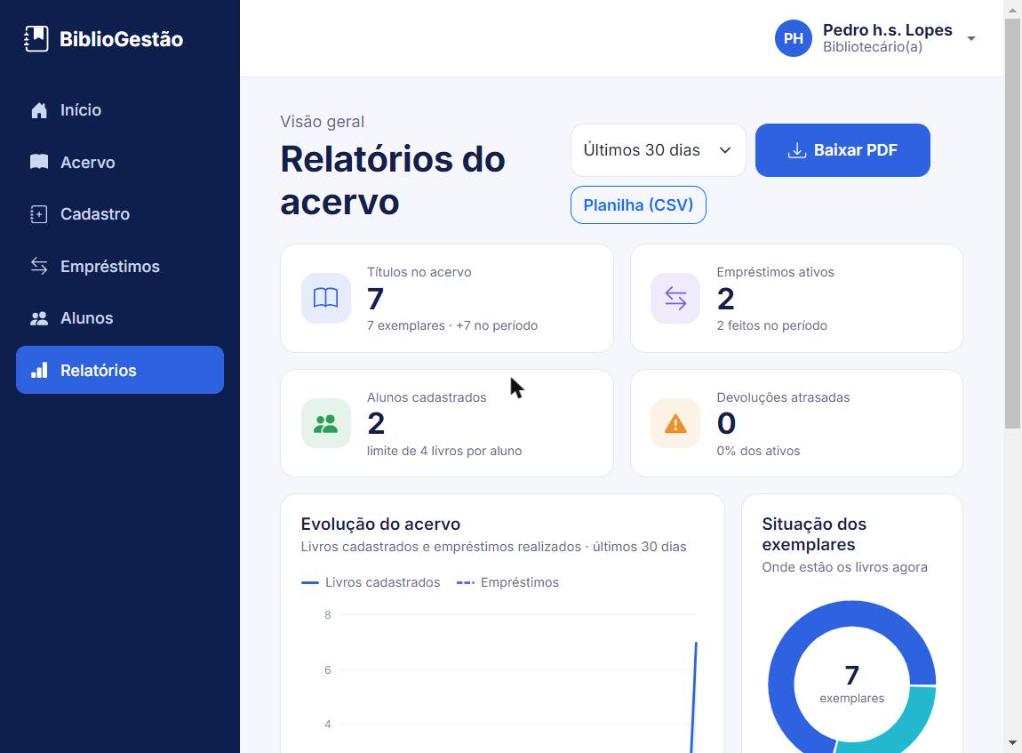 BiblioGestão
Início
Acervo
Cadastro
Empréstimos
Alunos
Relatórios
PH
Pedro h.s. Lopes
Bibliotecário(a)
Visão geral
Relatórios do
acervo
Últimos 30 dias
Baixar PDF
Planilha (CSV)
Títulos no acervo
7
7 exemplares · +7 no período
Empréstimos ativos
2
2 feitos no período
Alunos cadastrados
2
limite de 4 livros por aluno
Devoluções atrasadas
0
0% dos ativos
Evolução do acervo
Livros cadastrados e empréstimos realizados · últimos 30 dias
Livros cadastrados
Empréstimos
8
6
4
Situação dos
exemplares
Onde estão os livros agora
7
exemplares